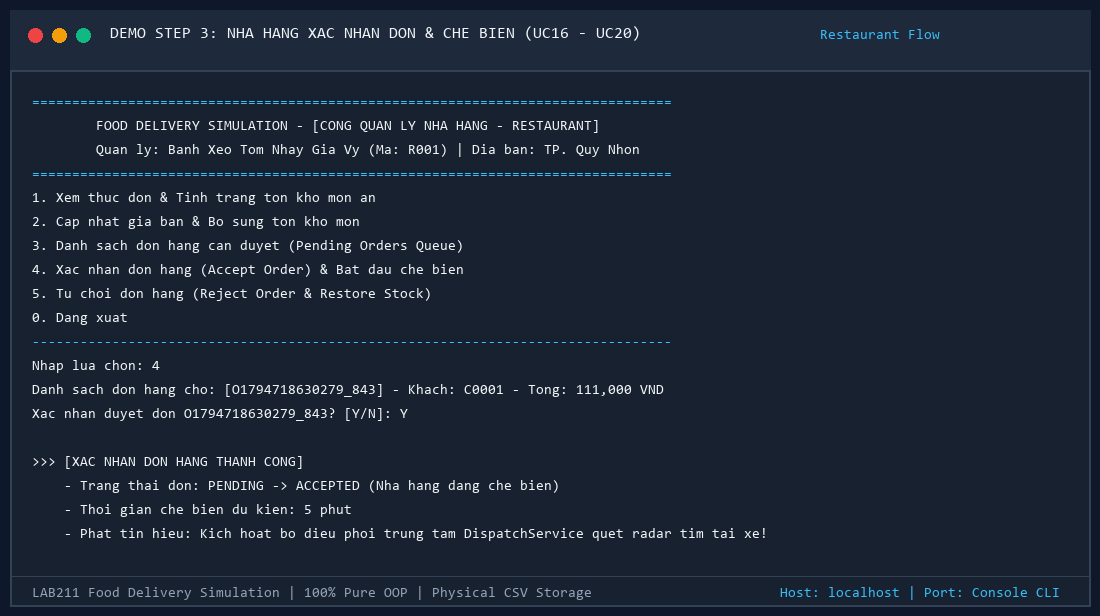 DEMO STEP 3: NHA HANG XAC NHAN DON & CHE BIEN (UC16 - UC20)
Restaurant Flow
================================================================================
FOOD DELIVERY SIMULATION - [CONG QUAN LY NHA HANG - RESTAURANT]
Quan ly: Banh Xeo Tom Nhay Gia Vy (Ma: R001) | Dia ban: TP. Quy Nhon
================================================================================
1. Xem thuc don & Tinh trang ton kho mon an
2. Cap nhat gia ban & Bo sung ton kho mon
3. Danh sach don hang can duyet (Pending Orders Queue)
4. Xac nhan don hang (Accept Order) & Bat dau che bien
5. Tu choi don hang (Reject Order & Restore Stock)
0. Dang xuat
--------------------------------------------------------------------------------
Nhap lua chon: 4
Danh sach don hang cho: [O1794718630279_843] - Khach: C0001 - Tong: 111,000 VND
Xac nhan duyet don O1794718630279_843? [Y/N]: Y
>>> [XAC NHAN DON HANG THANH CONG]
- Trang thai don: PENDING -> ACCEPTED (Nha hang dang che bien)
- Thoi gian che bien du kien: 5 phut
- Phat tin hieu: Kich hoat bo dieu phoi trung tam DispatchService quet radar tim tai xe!
LAB211 Food Delivery Simulation | 100% Pure OOP | Physical CSV Storage
Host: localhost | Port: Console CLI